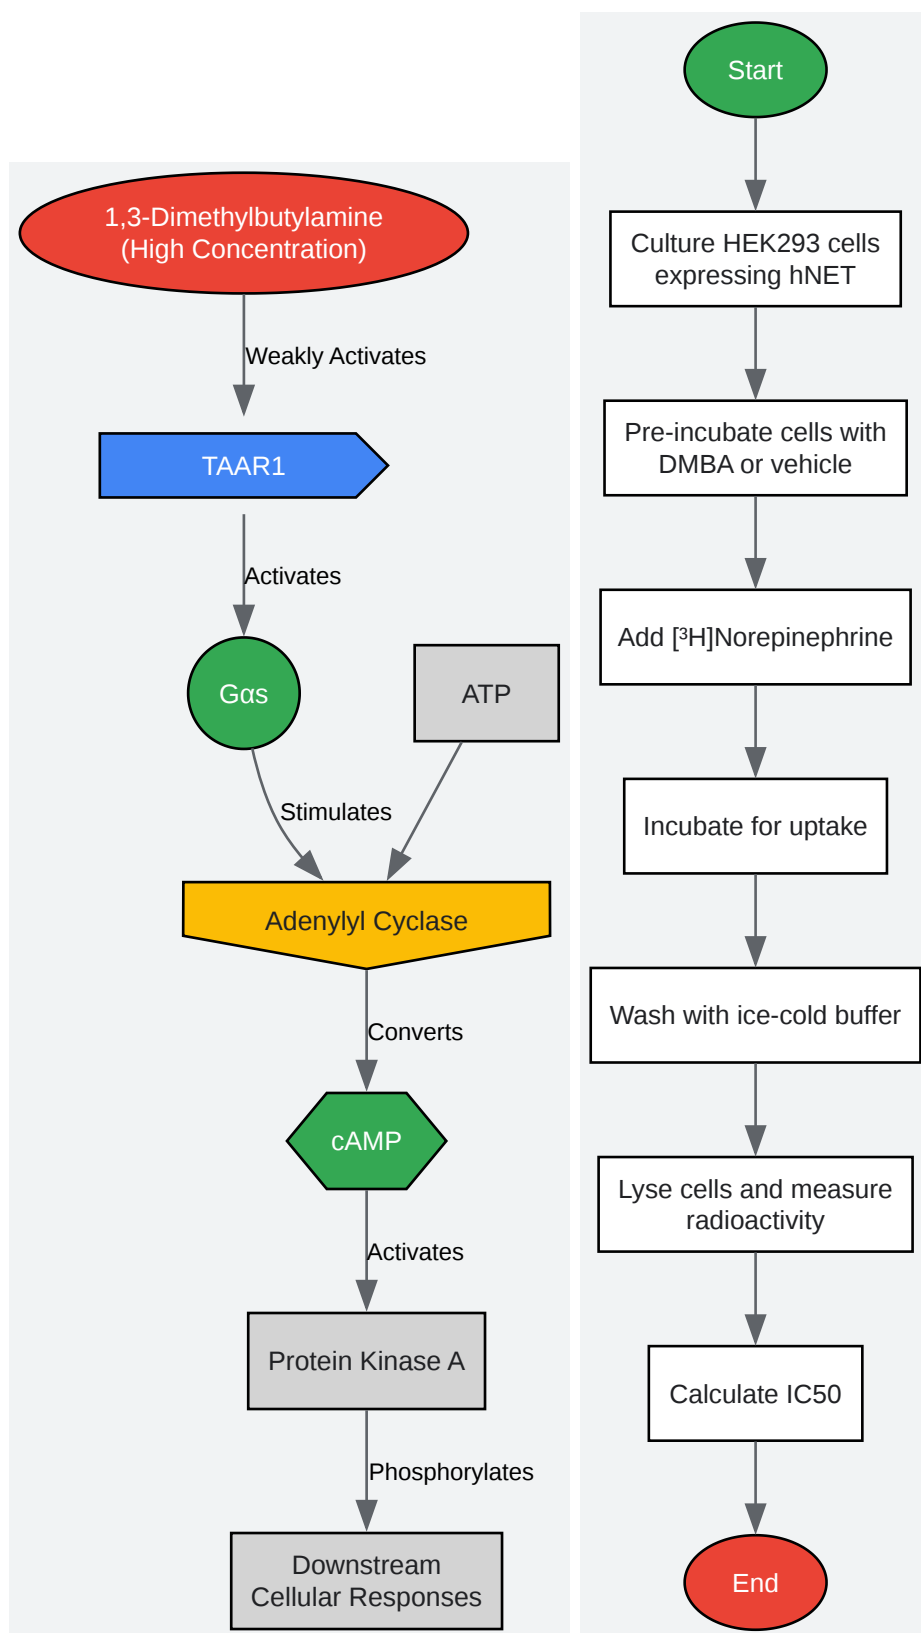 1,3-Dimethylbutylamine
(High Concentration)
Weakly Activates
TAAR1
Activates
Gαs
ATP
Stimulates
Adenylyl Cyclase
Converts
cAMP
Activates
Protein Kinase A
Phosphorylates
Downstream
Cellular Responses
Start
Culture HEK293 cells
expressing hNET
Pre-incubate cells with
DMBA or vehicle
Add [³H]Norepinephrine
Incubate for uptake
Wash with ice-cold buffer
Lyse cells and measure
radioactivity
Calculate IC50
End